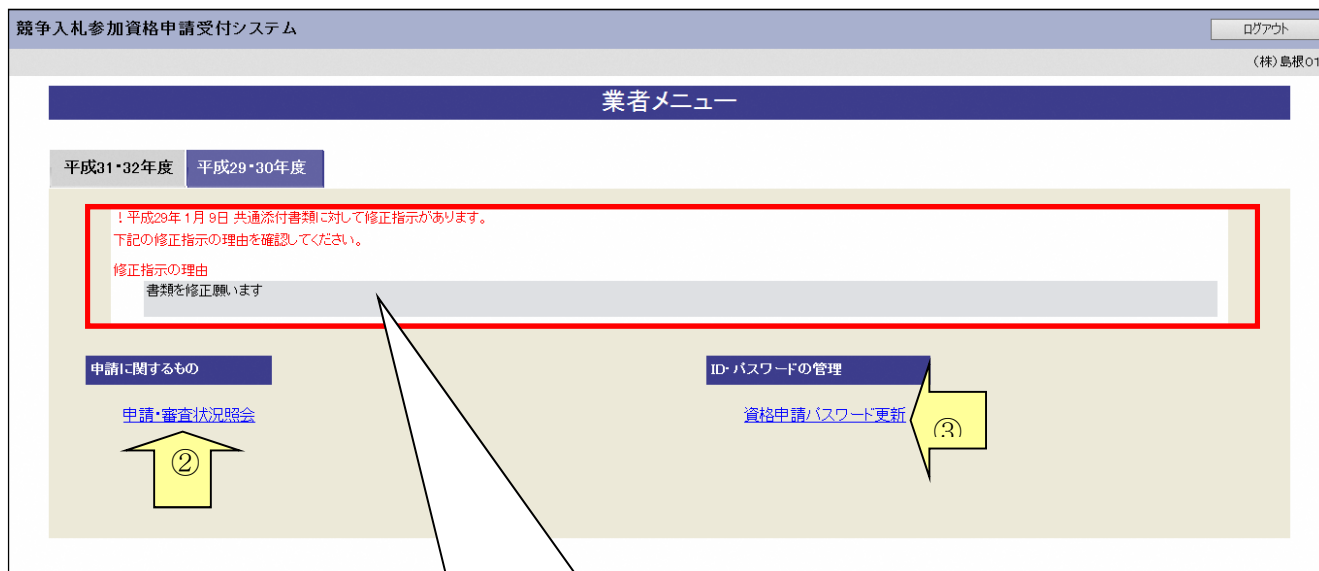 競争入札参加資格申請受付システム
ログアウト
(株)島根01
業者メニュー
平成31・32年度
平成29・30年度
!平成29年1月9日 共通添付書類に対して修正指示があります。
下記の修正指示の理由を確認してください。
修正指示の理由
書類を修正願います
申請に関するもの
ID・パスワードの管理
申請・審査状況照会
資格申請パスワード更新
②
③